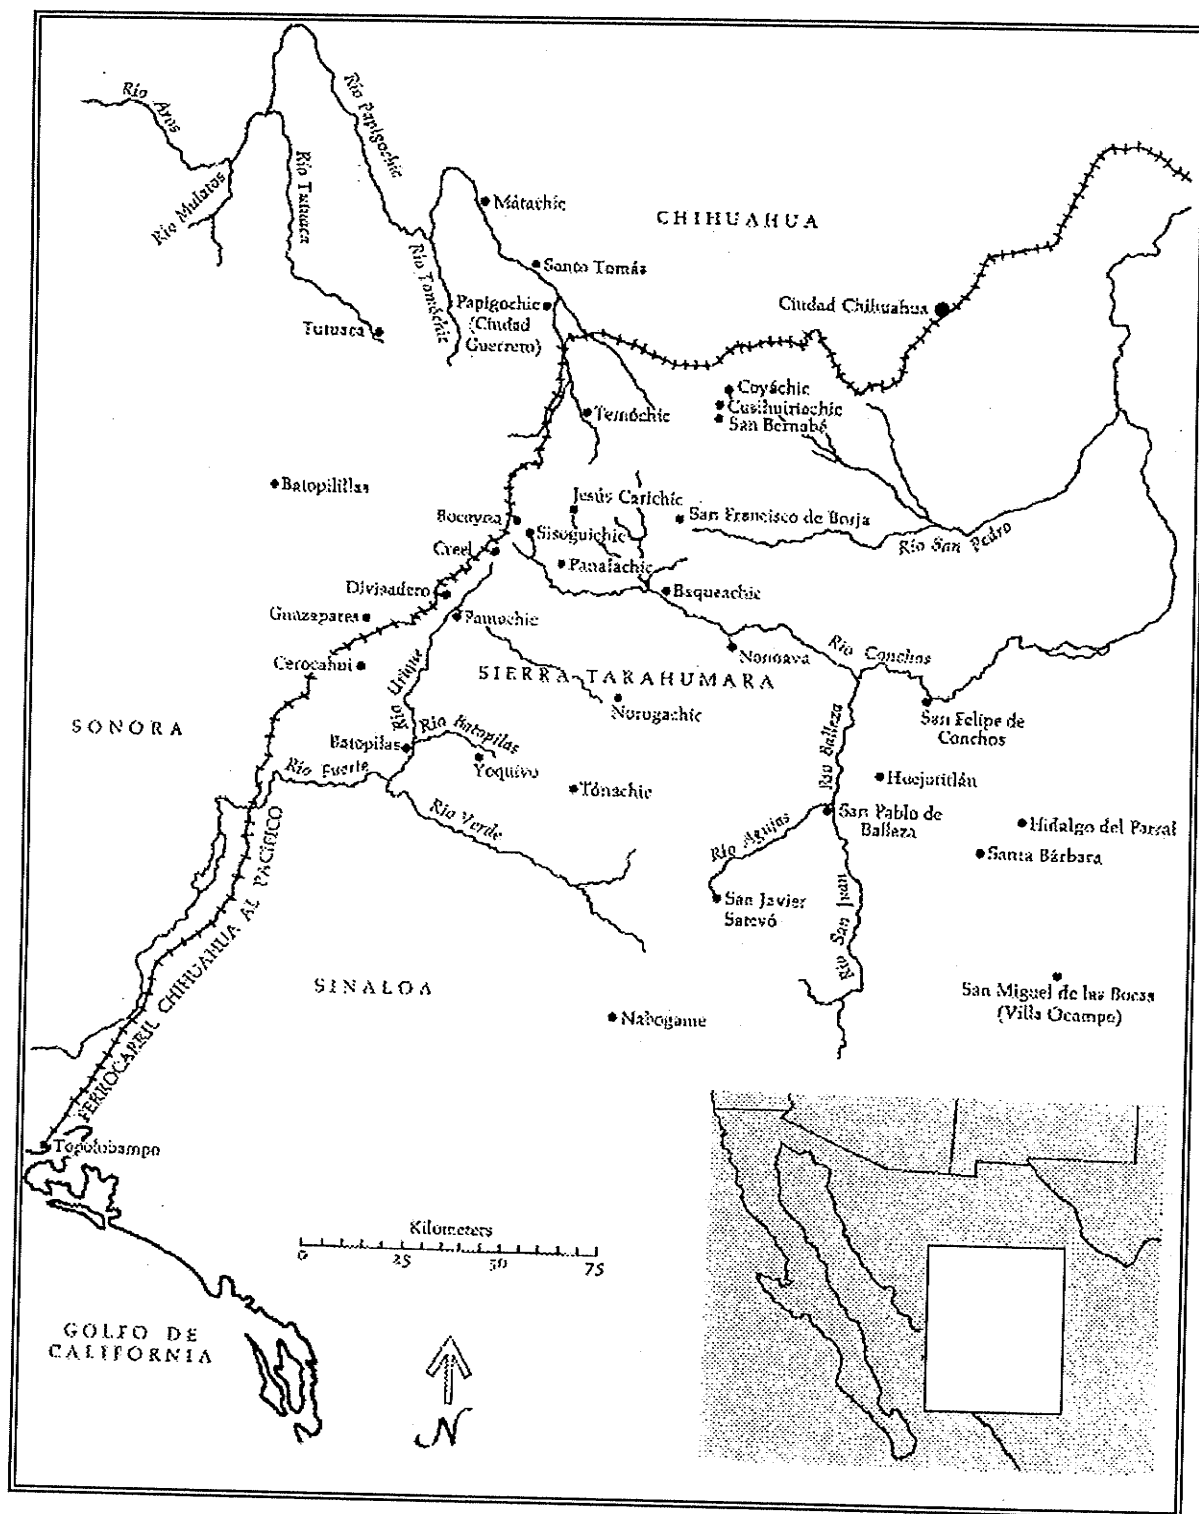 Río Aros
Río Papigochic
Río Mulatos
Río Tutuaca
Mátachic
CHIHUAHUA
Río Tomóchic
Santo Tomás
Papigochic
(Ciudad
Guerrero)
Ciudad Chihuahua
Tutuaca
Coyáchic
Cusihuiriachic
San Bernabé
Temóchic
Batopilillas
Jesús Carichic
Bocoyna
San Francisco de Borja
Sisoguichic
Río San Pedro
Creel
Panalachic
Divisadero
Baqueachic
Guazapares
Pamachic
Nonoava
Río Conchos
Cerocahui
Río Urique
SIERRA TARAHUMARA
Norogachic
San Felipe de
Conchos
SONORA
Río Balleza
Batopilas
Río Batopilas
Yoquivo
Río Fuerte
Huejotitlán
Tónachic
Río Verde
San Pablo de
Balleza
Río Agujas
Hidalgo del Parral
Santa Bárbara
FERROCARRIL CHIHUAHUA AL PACIFICO
San Javier
Satevó
Río San Juan
SINALOA
San Miguel de las Bocas
(Villa Ocampo)
Nabogame
Topolobampo
Kilometers
0 25 50 75
GOLFO DE
CALIFORNIA
N